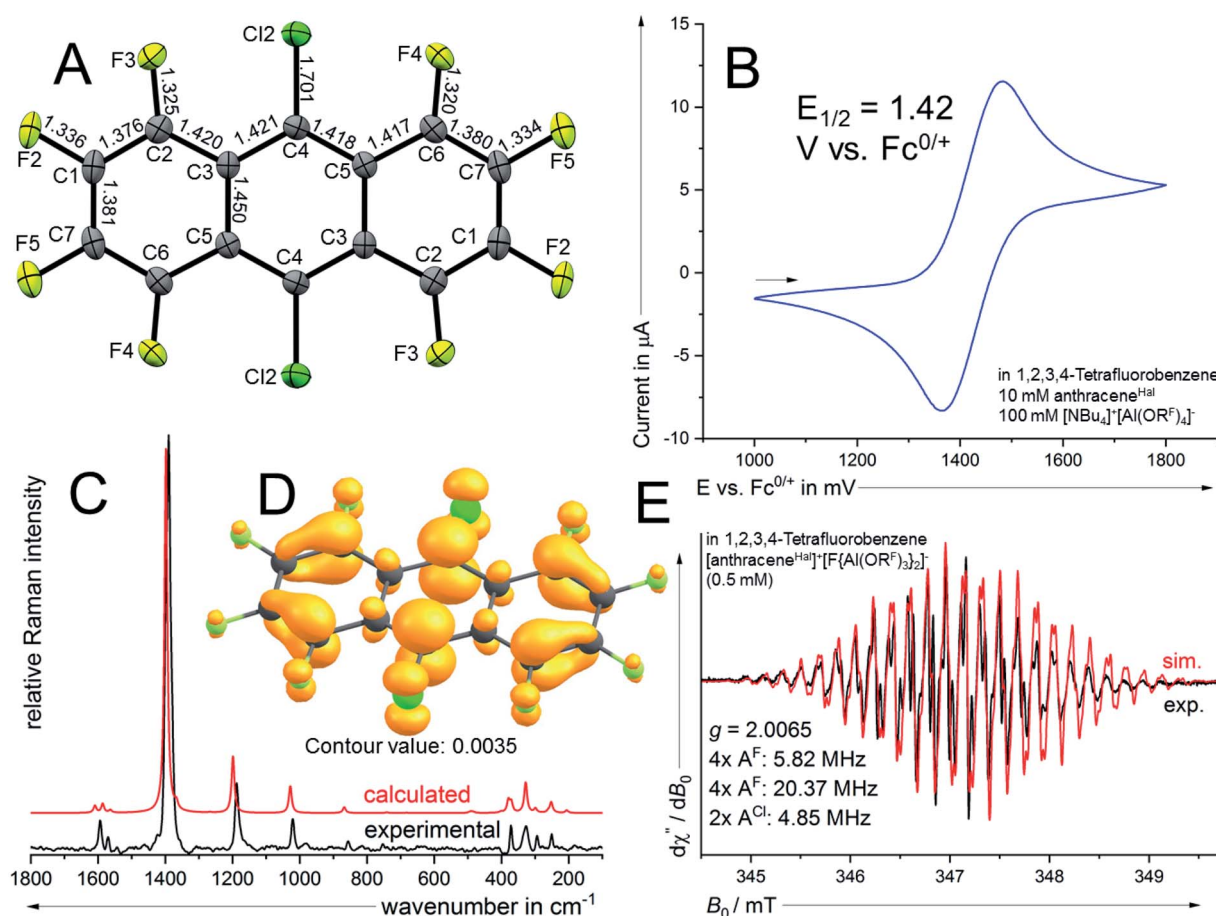 A
Cl2
F3
F4
1.701
1.325
1.320
1.336
1.376
1.420
1.421
1.418
1.417
1.380
1.334
F2
C2
C4
C6
F5
C1
C3
C5
C7
1.381
1.450
F5
C7
C5
C3
C1
F2
C6
C4
C2
F4
Cl2
F3
B
E1/2 = 1.42
V vs. Fc0/+
15
10
5
0
-5
-10
Current in µA
in 1,2,3,4-Tetrafluorobenzene
10 mM anthraceneHal
100 mM [NBu4]+[Al(ORF)4]-
1000 1200 1400 1600 1800
E vs. Fc0/+ in mV
C
relative Raman intensity
D
Contour value: 0.0035
calculated
experimental
1800 1600 1400 1200 1000 800 600 400 200
wavenumber in cm-1
E
in 1,2,3,4-Tetrafluorobenzene
[anthraceneHal]+[F{Al(ORF)3}2]-
(0.5 mM)
sim.
exp.
g = 2.0065
4x AF: 5.82 MHz
4x AF: 20.37 MHz
2x ACl: 4.85 MHz
dχ'' / dB0
345 346 347 348 349
B0 / mT